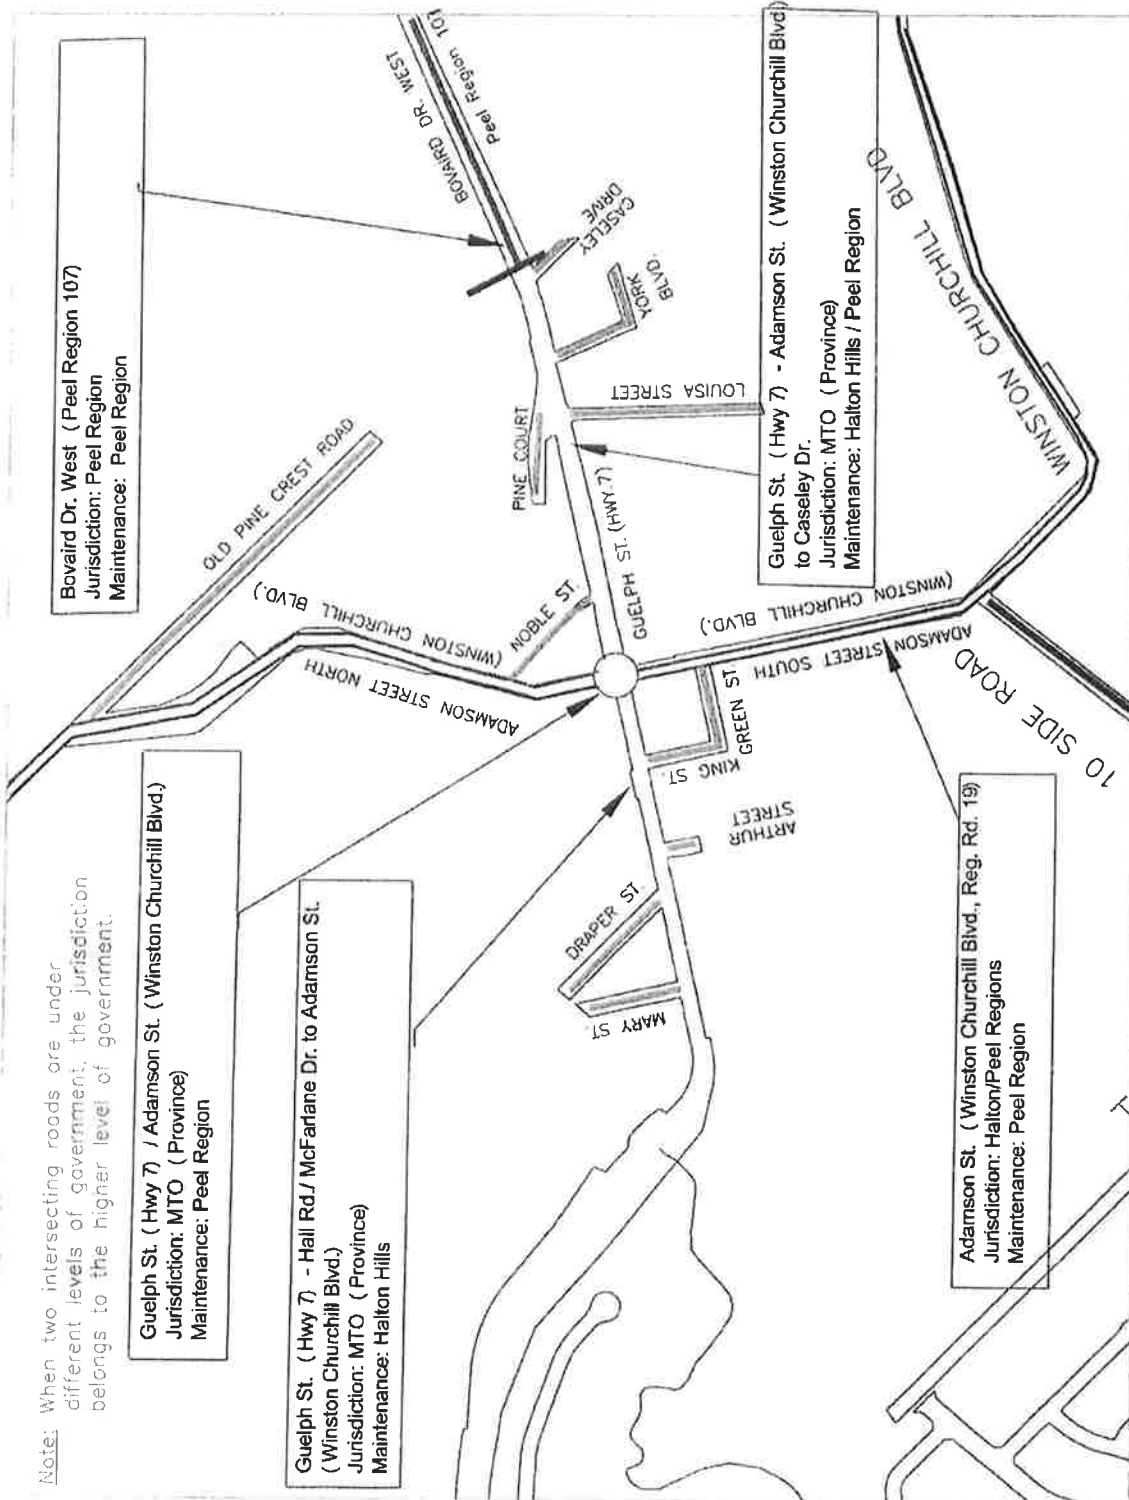 Note: When two intersecting roads are under
different levels of government, the jurisdiction
belongs to the higher level of government.
Guelph St. (Hwy 7) / Adamson St. (Winston Churchill Blvd.)
Jurisdiction: MTO (Province)
Maintenance: Peel Region
Guelph St. (Hwy 7) - Hall Rd./ McFarlane Dr. to Adamson St.
(Winston Churchill Blvd.)
Jurisdiction: MTO (Province)
Maintenance: Halton Hills
Bovaird Dr. West (Peel Region 107)
Jurisdiction: Peel Region
Maintenance: Peel Region
OLD PINE CREST ROAD
ADAMSON STREET NORTH
(WINSTON CHURCHILL BLVD.)
NOBLE ST.
PINE COURT
BOVAIRD DR. WEST
Peel Region 107
CASELEY
DRIVE
YORK
BLVD.
LOUISA STREET
GUELPH ST. (HWY.7)
MARY ST.
DRAPER ST.
ARTHUR
STREET
KING ST.
GREEN ST.
ADAMSON STREET SOUTH
(WINSTON CHURCHILL BLVD.)
10 SIDE ROAD
WINSTON CHURCHILL BLVD
Guelph St. (Hwy 7) - Adamson St. (Winston Churchill Blvd)
to Caseley Dr.
Jurisdiction: MTO (Province)
Maintenance: Halton Hills / Peel Region
Adamson St. (Winston Churchill Blvd., Reg. Rd. 19)
Jurisdiction: Halton/Peel Regions
Maintenance: Peel Region